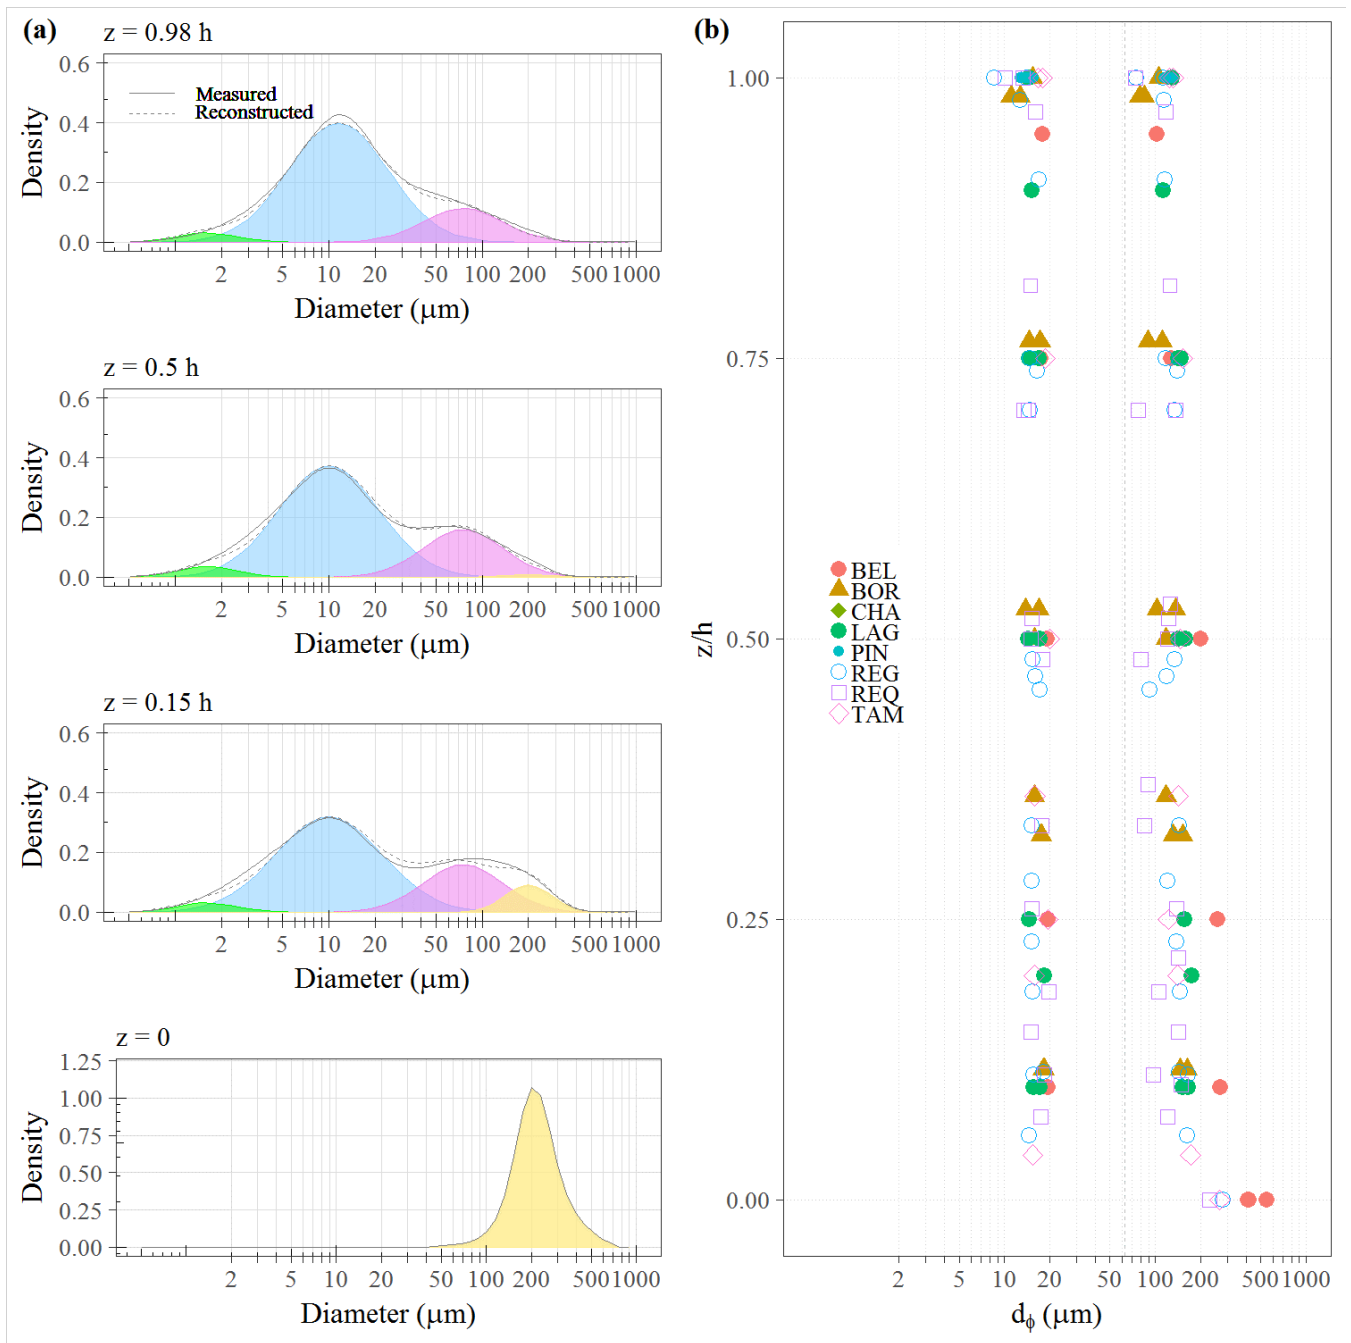 (a)
z = 0.98 h
0.6
0.4
0.2
0.0
Density
Measured
Reconstructed
2 5 10 20 50 100 200 500 1000
Diameter (μm)
z = 0.5 h
0.6
0.4
0.2
0.0
Density
2 5 10 20 50 100 200 500 1000
Diameter (μm)
z = 0.15 h
0.6
0.4
0.2
0.0
Density
2 5 10 20 50 100 200 500 1000
Diameter (μm)
z = 0
1.25
1.00
0.75
0.50
0.25
0.00
Density
2 5 10 20 50 100 200 500 1000
Diameter (μm)
(b)
1.00
0.75
0.50
0.25
0.00
z/h
BEL
BOR
CHA
LAG
PIN
REG
REQ
TAM
2 5 10 20 50 100 200 500 1000
dϕ (μm)